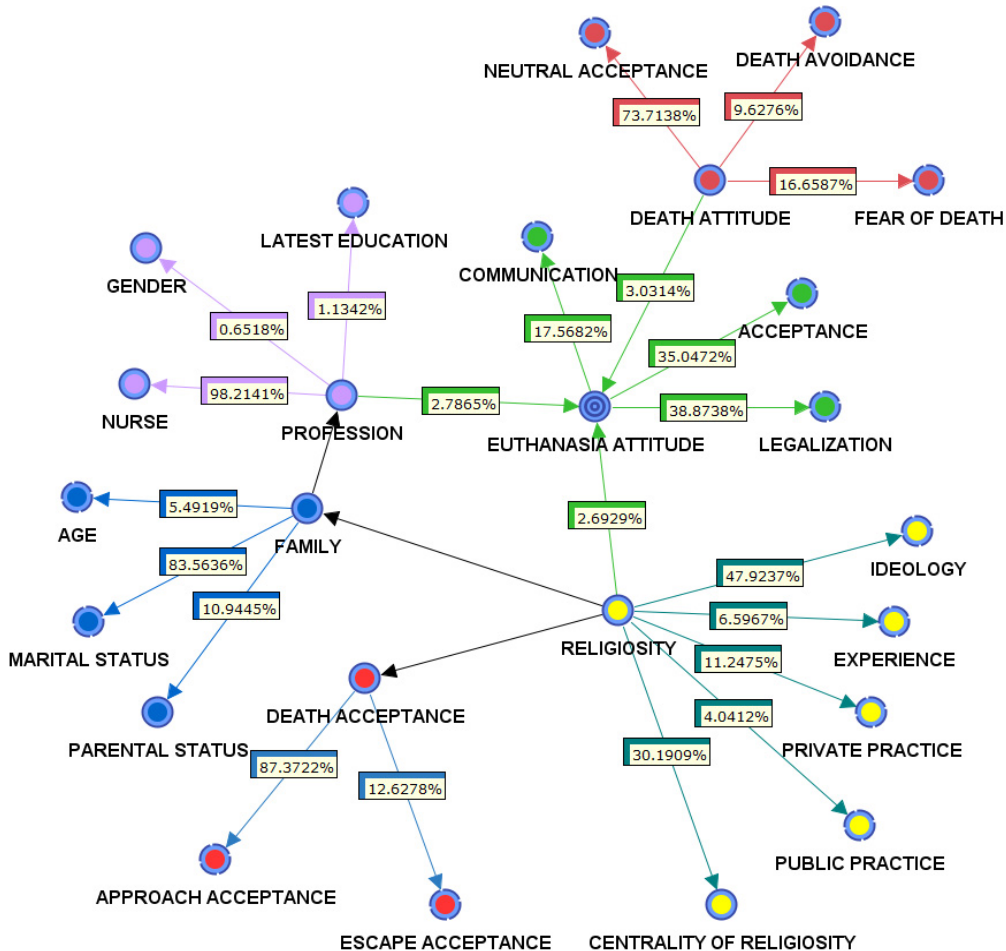 NEUTRAL ACCEPTANCE
DEATH AVOIDANCE
73.7138%
9.6276%
16.6587%
DEATH ATTITUDE
FEAR OF DEATH
LATEST EDUCATION
GENDER
COMMUNICATION
3.0314%
ACCEPTANCE
1.1342%
0.6518%
17.5682%
35.0472%
98.2141%
NURSE
PROFESSION
2.7865%
EUTHANASIA ATTITUDE
38.8738%
LEGALIZATION
5.4919%
AGE
FAMILY
2.6929%
83.5636%
10.9445%
MARITAL STATUS
PARENTAL STATUS
RELIGIOSITY
47.9237%
IDEOLOGY
6.5967%
EXPERIENCE
11.2475%
PRIVATE PRACTICE
4.0412%
PUBLIC PRACTICE
30.1909%
CENTRALITY OF RELIGIOSITY
DEATH ACCEPTANCE
87.3722%
12.6278%
APPROACH ACCEPTANCE
ESCAPE ACCEPTANCE